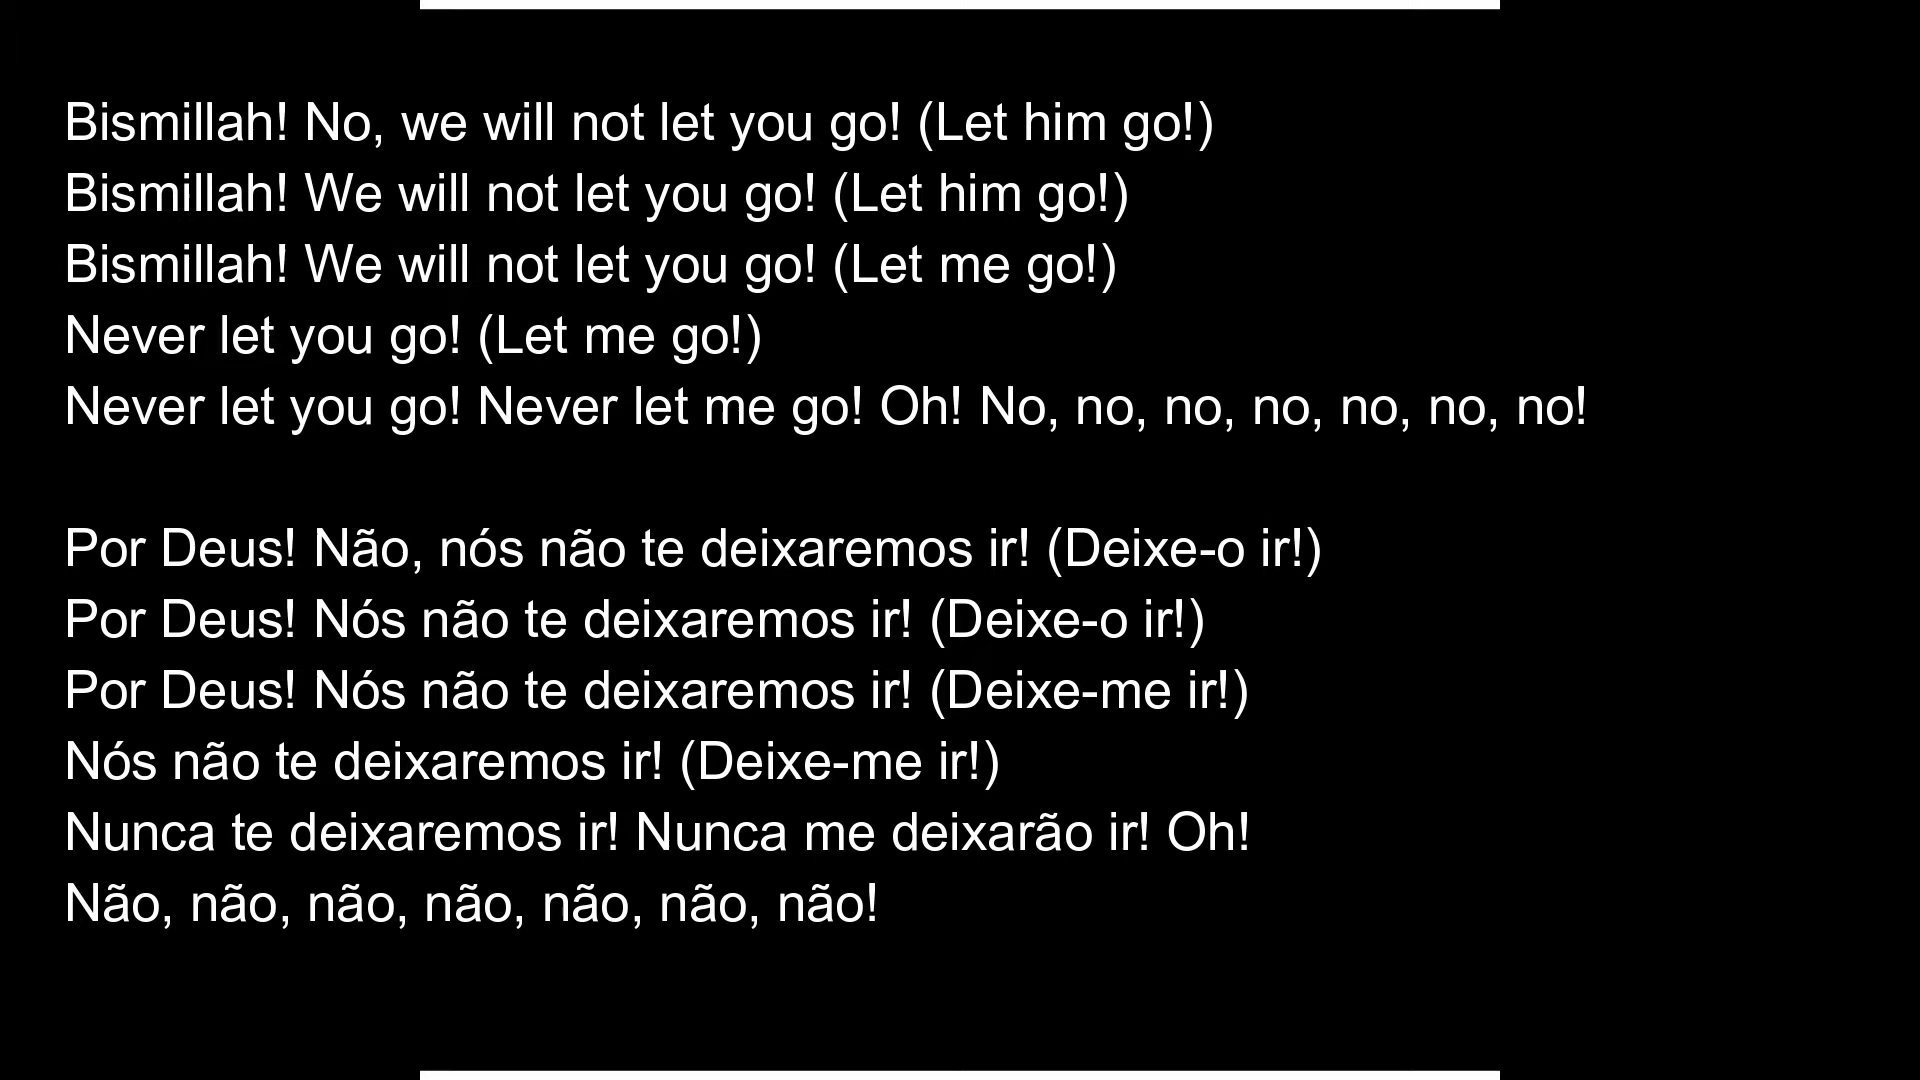 Bismillah! No, we will not let you go! (Let him go!)
Bismillah! We will not let you go! (Let him go!)
Bismillah! We will not let you go! (Let me go!)
Never let you go! (Let me go!)
Never let you go! Never let me go! Oh! No, no, no, no, no, no, no!
Por Deus! Não, nós não te deixaremos ir! (Deixe-o ir!)
Por Deus! Nós não te deixaremos ir! (Deixe-o ir!)
Por Deus! Nós não te deixaremos ir! (Deixe-me ir!)
Nós não te deixaremos ir! (Deixe-me ir!)
Nunca te deixaremos ir! Nunca me deixarão ir! Oh!
Não, não, não, não, não, não, não!